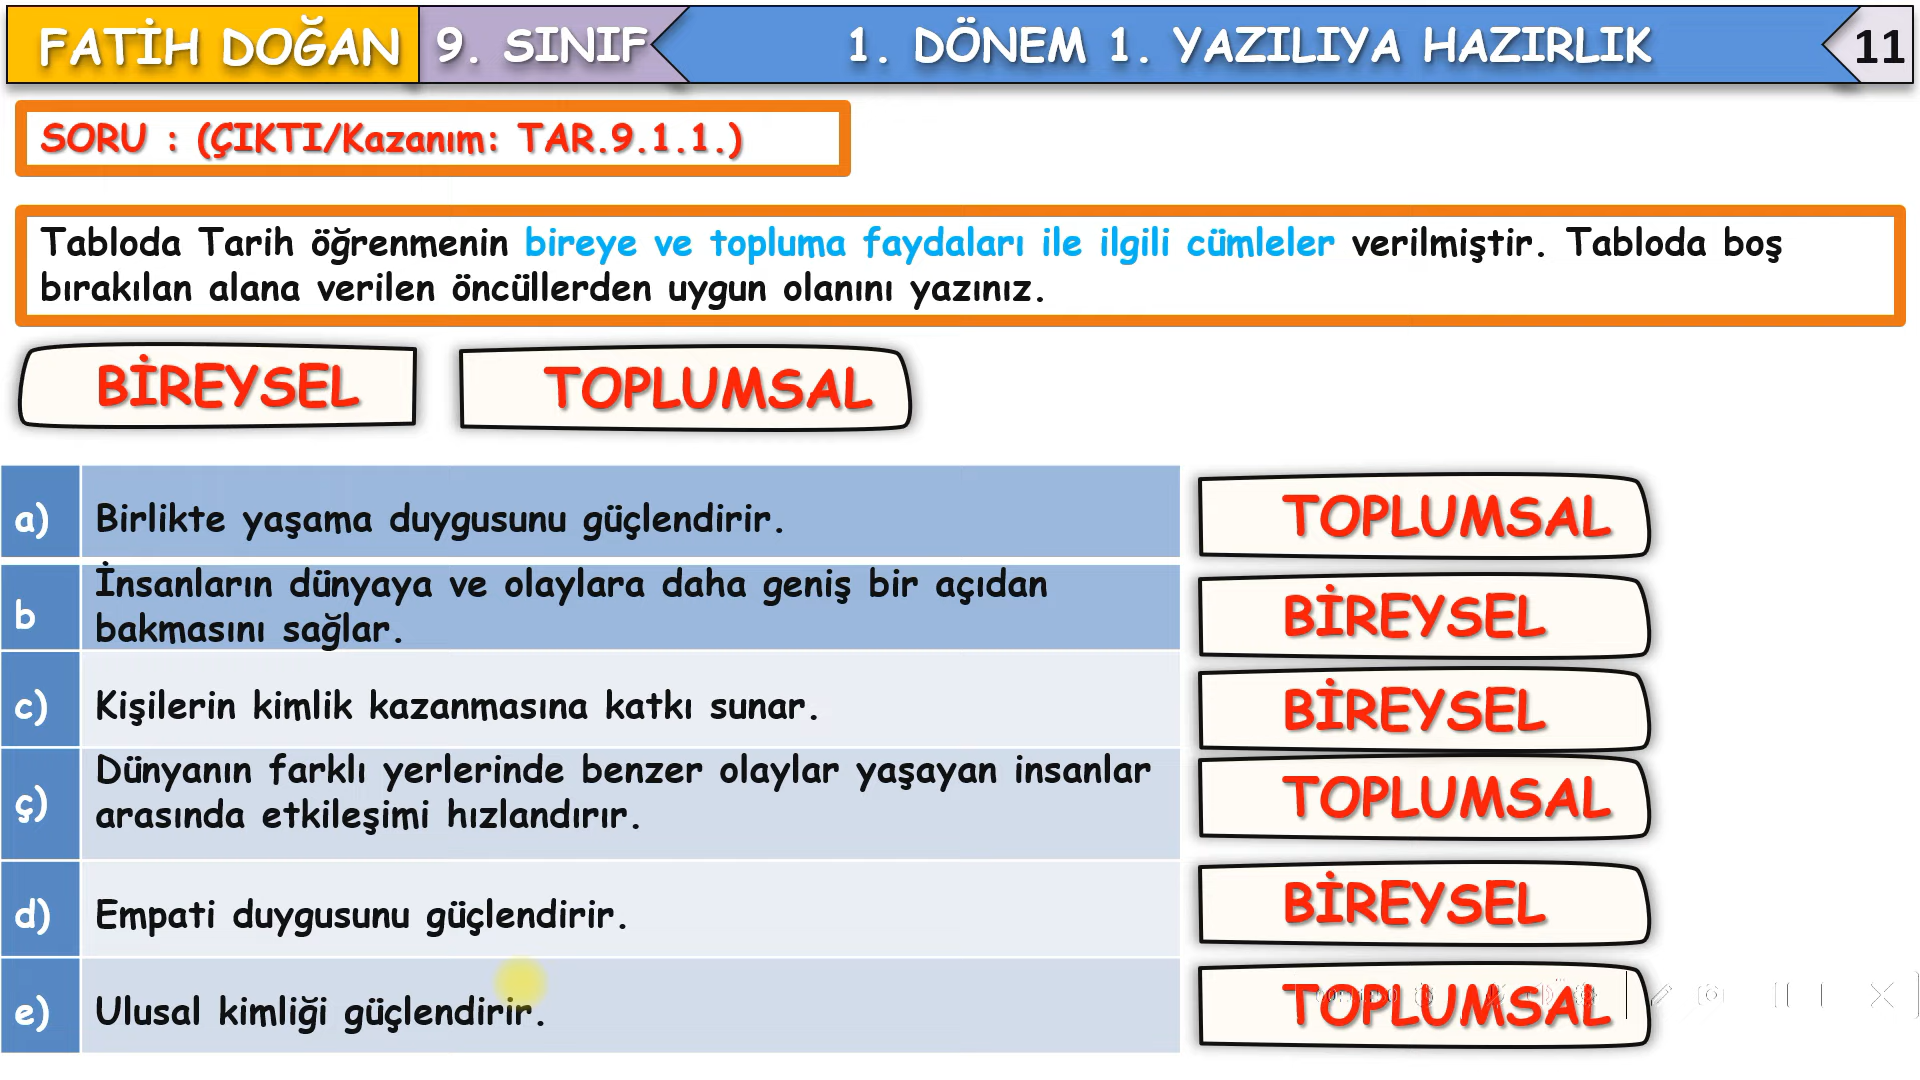 FATİH DOĞAN 9. SINIF 1. DÖNEM 1. YAZILIYA HAZIRLIK 11
SORU : (ÇIKTI/Kazanım: TAR.9.1.1.)
Tabloda Tarih öğrenmenin bireye ve topluma faydaları ile ilgili cümleler verilmiştir. Tabloda boş
bırakılan alana verilen öncüllerden uygun olanını yazınız.
BİREYSEL TOPLUMSAL
a) Birlikte yaşama duygusunu güçlendirir. TOPLUMSAL
b İnsanların dünyaya ve olaylara daha geniş bir açıdan
bakmasını sağlar. BİREYSEL
c) Kişilerin kimlik kazanmasına katkı sunar. BİREYSEL
ç) Dünyanın farklı yerlerinde benzer olaylar yaşayan insanlar
arasında etkileşimi hızlandırır. TOPLUMSAL
d) Empati duygusunu güçlendirir. BİREYSEL
e) Ulusal kimliği güçlendirir. TOPLUMSAL